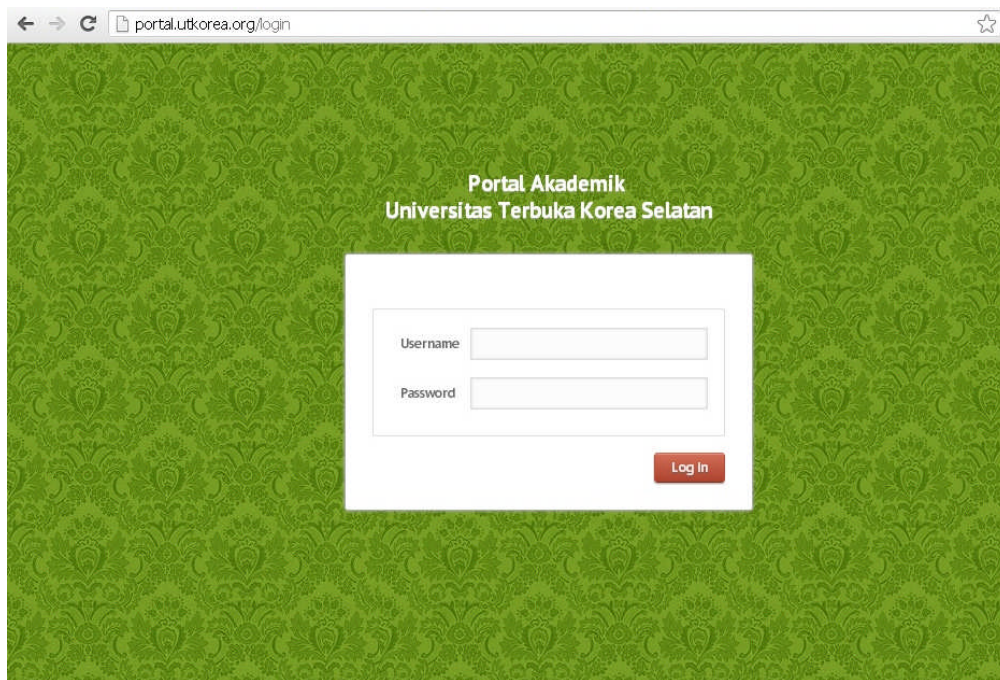 portal.utkorea.org/login
Portal Akademik
Universitas Terbuka Korea Selatan
Username
Password
Log In